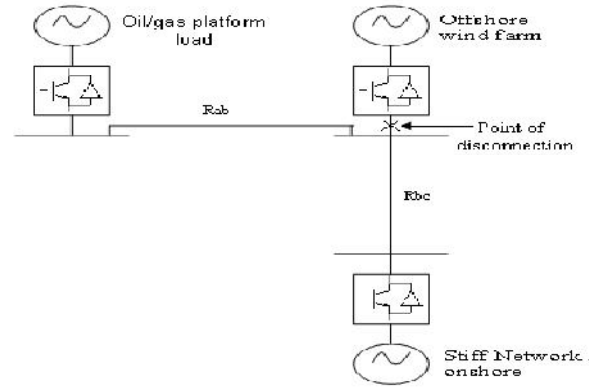 Oil/gas platform
load
Offshore
wind farm
Rab
Point of
disconnection
Rbc
Stiff Network
onshore